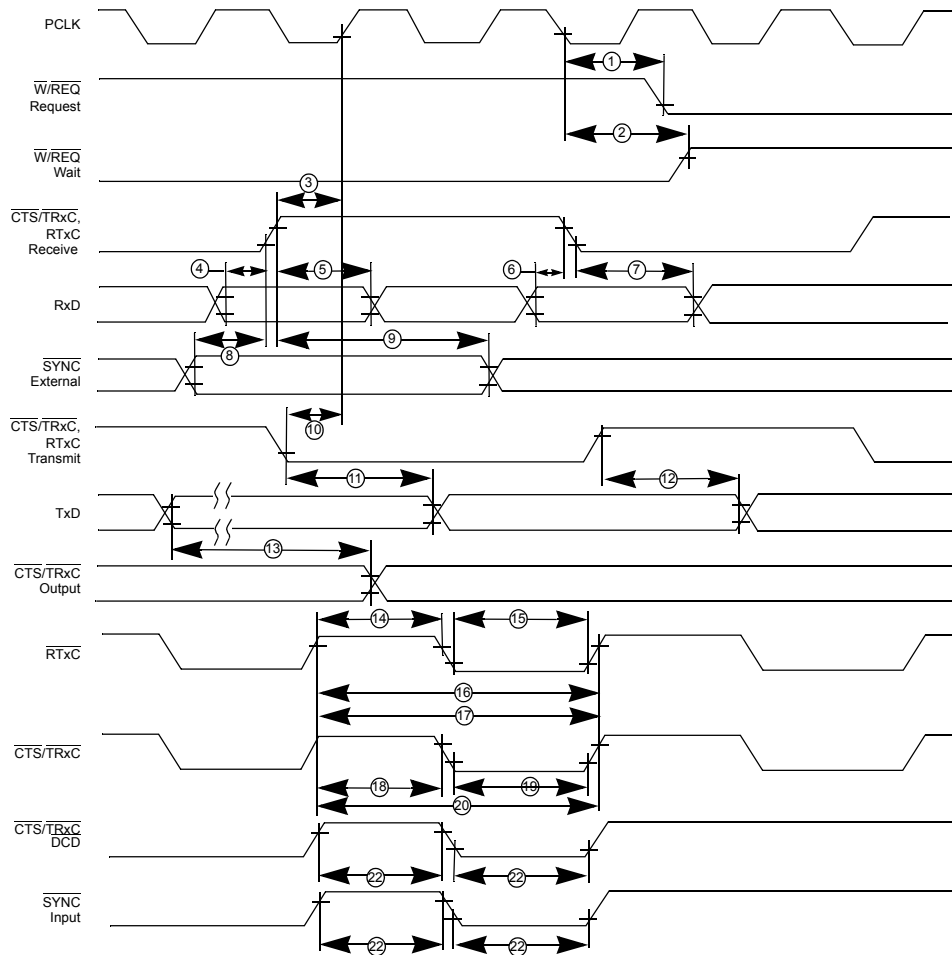 PCLK
1
W/REQ
Request
2
W/REQ
Wait
3
CTS/TRxC,
RTxC
Receive
4
5
6
7
RxD
8
9
SYNC
External
10
CTS/TRxC,
RTxC
Transmit
11
12
TxD
13
CTS/TRxC
Output
14
15
RTxC
16
17
CTS/TRxC
18
19
20
CTS/TRxC
DCD
22
22
SYNC
Input
22
22